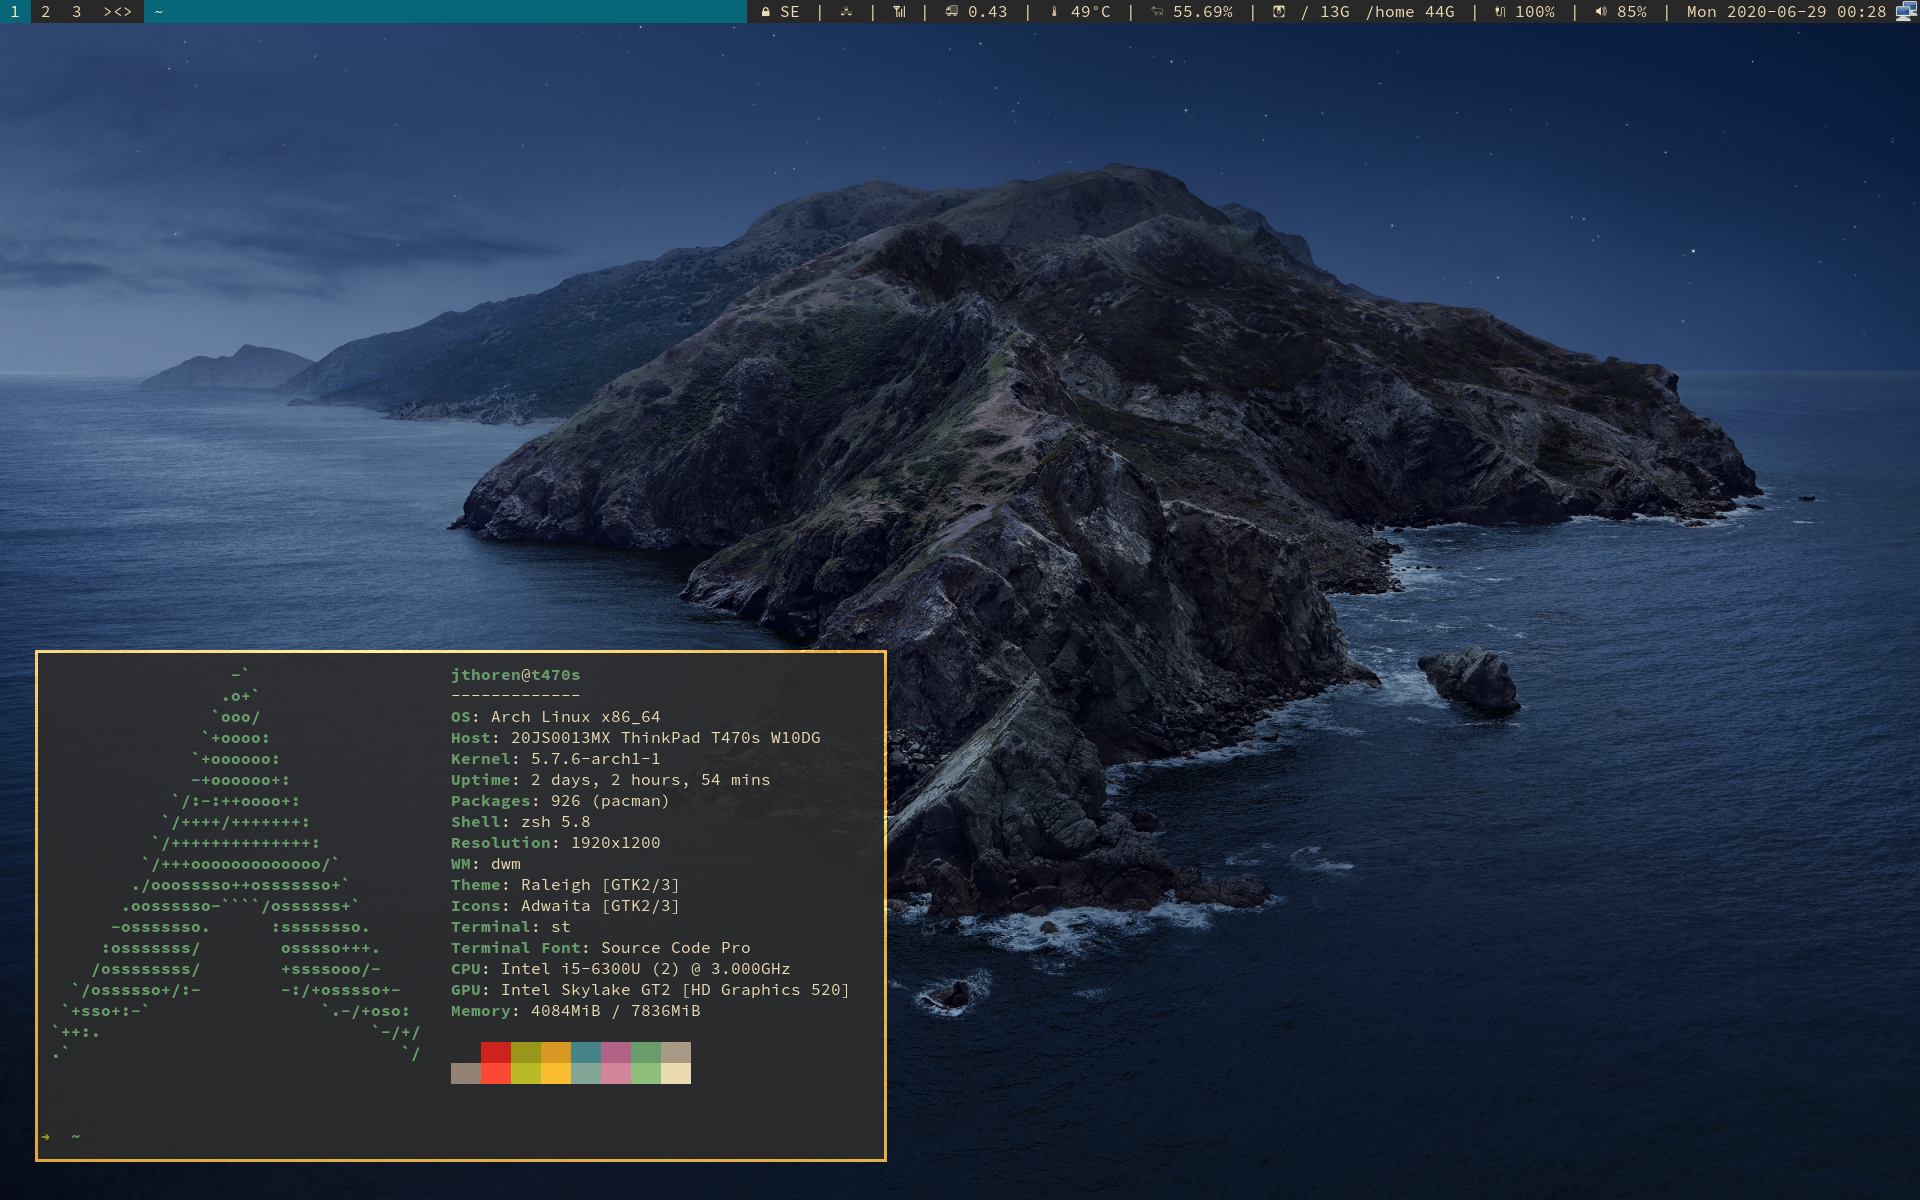 1 2 3 ><> ~ SE | | | 0.43 | 49°C | 55.69% | / 13G /home 44G | 100% | 85% | Mon 2020-06-29 00:28
-`
.o+`
`ooo/
`+oooo:
`+oooooo:
-+oooooo+:
`/:-:++oooo+:
`/++++/+++++++:
`/++++++++++++++:
`/+++ooooooooooooo/`
./ooosssso++osssssso+`
.oossssso-````/ossssss+`
-osssssso. :ssssssso.
:osssssss/ osssso+++.
/ossssssss/ +ssssooo/-
`/ossssso+/:- -:/+osssso+-
`+sso+:-` `.-/+oso:
`++:. `-/+/
.` `/
jthoren@t470s
-------------
OS: Arch Linux x86_64
Host: 20JS0013MX ThinkPad T470s W10DG
Kernel: 5.7.6-arch1-1
Uptime: 2 days, 2 hours, 54 mins
Packages: 926 (pacman)
Shell: zsh 5.8
Resolution: 1920x1200
WM: dwm
Theme: Raleigh [GTK2/3]
Icons: Adwaita [GTK2/3]
Terminal: st
Terminal Font: Source Code Pro
CPU: Intel i5-6300U (2) @ 3.000GHz
GPU: Intel Skylake GT2 [HD Graphics 520]
Memory: 4084MiB / 7836MiB
➜ ~